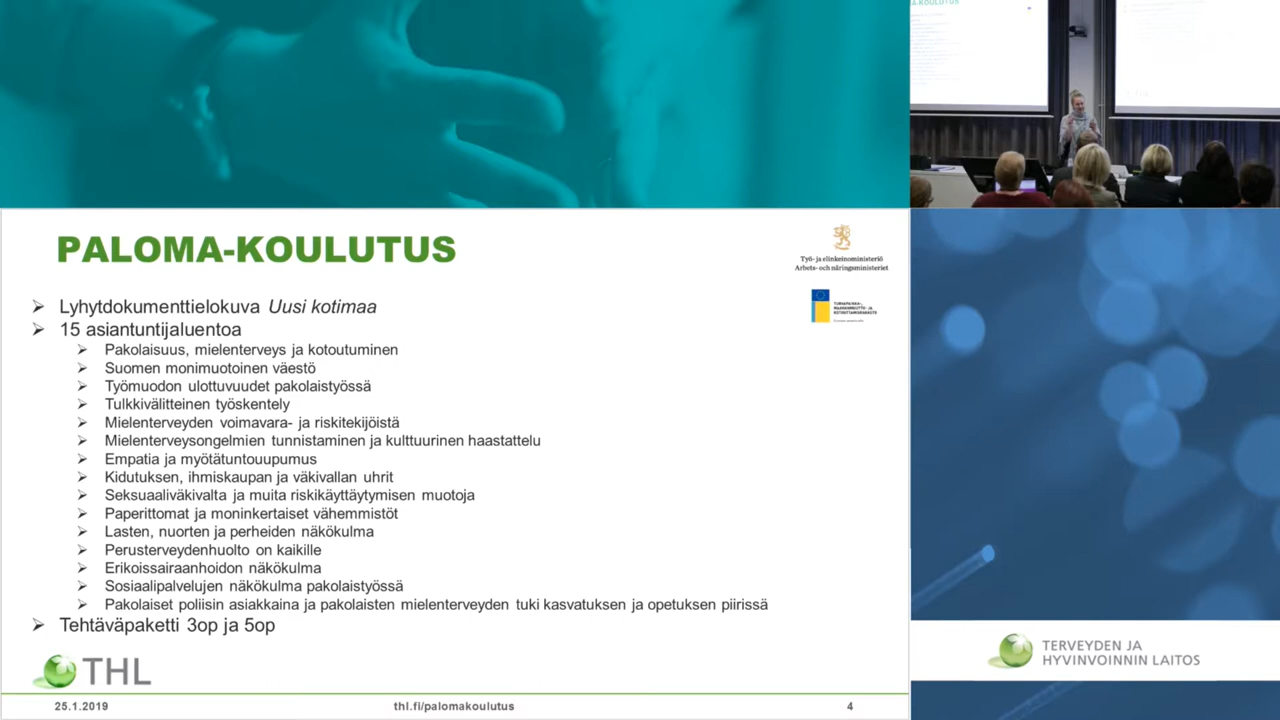 PALOMA-KOULUTUS
Työ- ja elinkeinoministeriö
Arbets- och näringsministeriet
Lyhytdokumenttielokuva Uusi kotimaa
15 asiantuntijaluentoa
Pakolaisuus, mielenterveys ja kotoutuminen
Suomen monimuotoinen väestö
Työmuodon ulottuvuudet pakolaistyössä
Tulkkivälitteinen työskentely
Mielenterveyden voimavara- ja riskitekijöistä
Mielenterveysongelmien tunnistaminen ja kulttuurinen haastattelu
Empatia ja myötätuntouupumus
Kidutuksen, ihmiskaupan ja väkivallan uhrit
Seksuaaliväkivalta ja muita riskikäyttäytymisen muotoja
Paperittomat ja moninkertaiset vähemmistöt
Lasten, nuorten ja perheiden näkökulma
Perusterveydenhuolto on kaikille
Erikoissairaanhoidon näkökulma
Sosiaalipalvelujen näkökulma pakolaistyössä
Pakolaiset poliisin asiakkaina ja pakolaisten mielenterveyden tuki kasvatuksen ja opetuksen piirissä
Tehtäväpaketti 3op ja 5op
THL
25.1.2019
thl.fi/palomakoulutus
4
TERVEYDEN JA
HYVINVOINNIN LAITOS